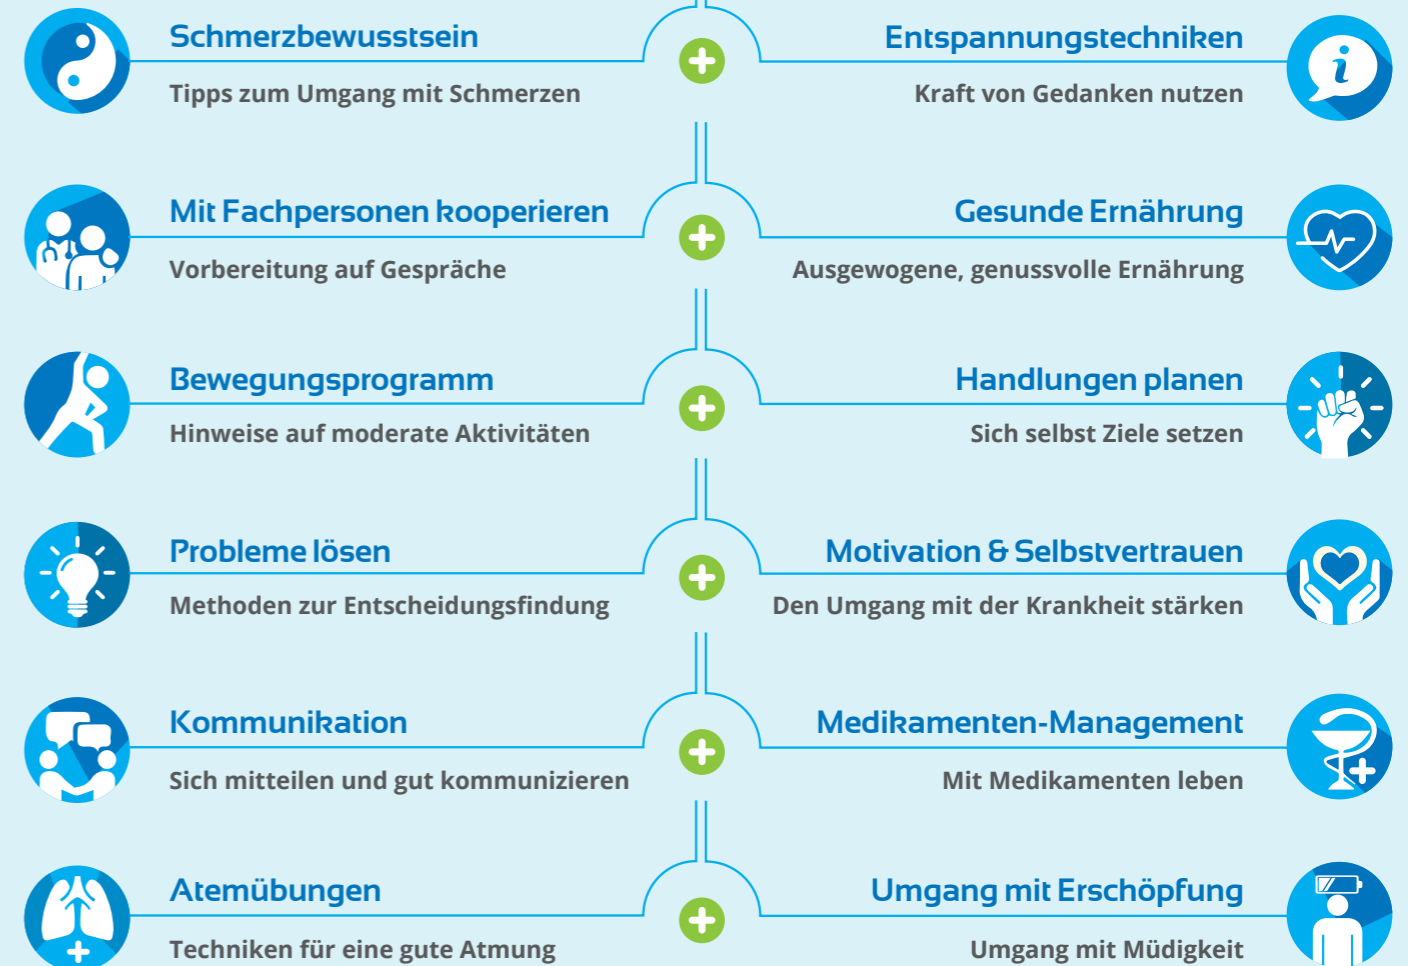 Schmerzbewusstsein
Tipps zum Umgang mit Schmerzen
Entspannungstechniken
Kraft von Gedanken nutzen
i
Mit Fachpersonen kooperieren
Vorbereitung auf Gespräche
Gesunde Ernährung
Ausgewogene, genussvolle Ernährung
Bewegungsprogramm
Hinweise auf moderate Aktivitäten
Handlungen planen
Sich selbst Ziele setzen
Probleme lösen
Methoden zur Entscheidungsfindung
Motivation & Selbstvertrauen
Den Umgang mit der Krankheit stärken
Kommunikation
Sich mitteilen und gut kommunizieren
Medikamenten-Management
Mit Medikamenten leben
Atemübungen
Techniken für eine gute Atmung
Umgang mit Erschöpfung
Umgang mit Müdigkeit